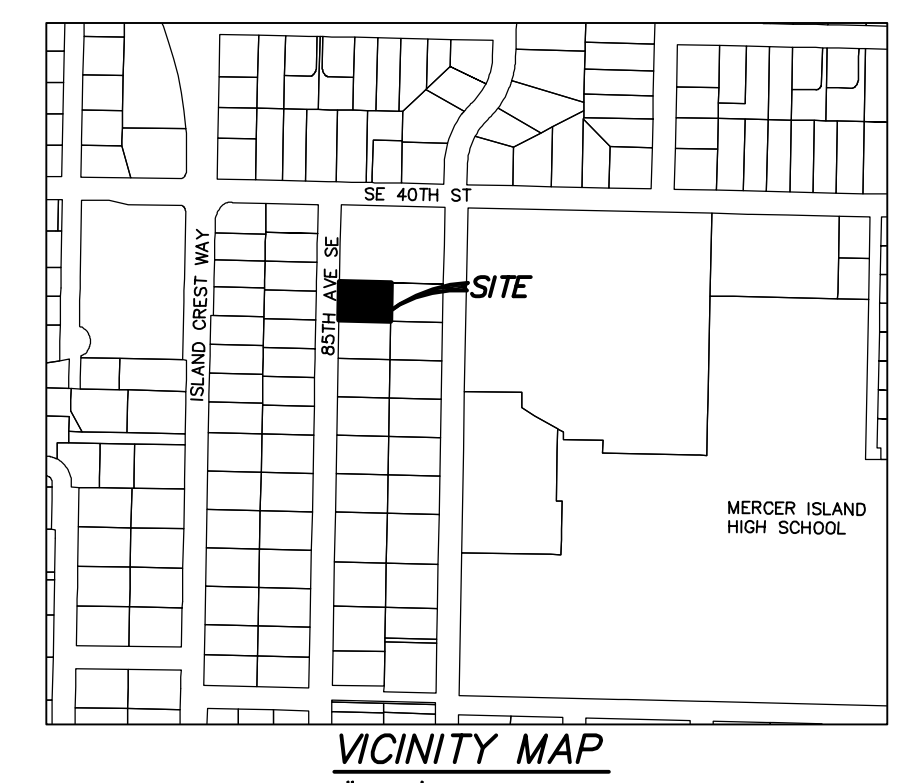 SE 40TH ST
ISLAND CREST WAY
85TH AVE SE
SITE
MERCER ISLAND
HIGH SCHOOL
VICINITY MAP